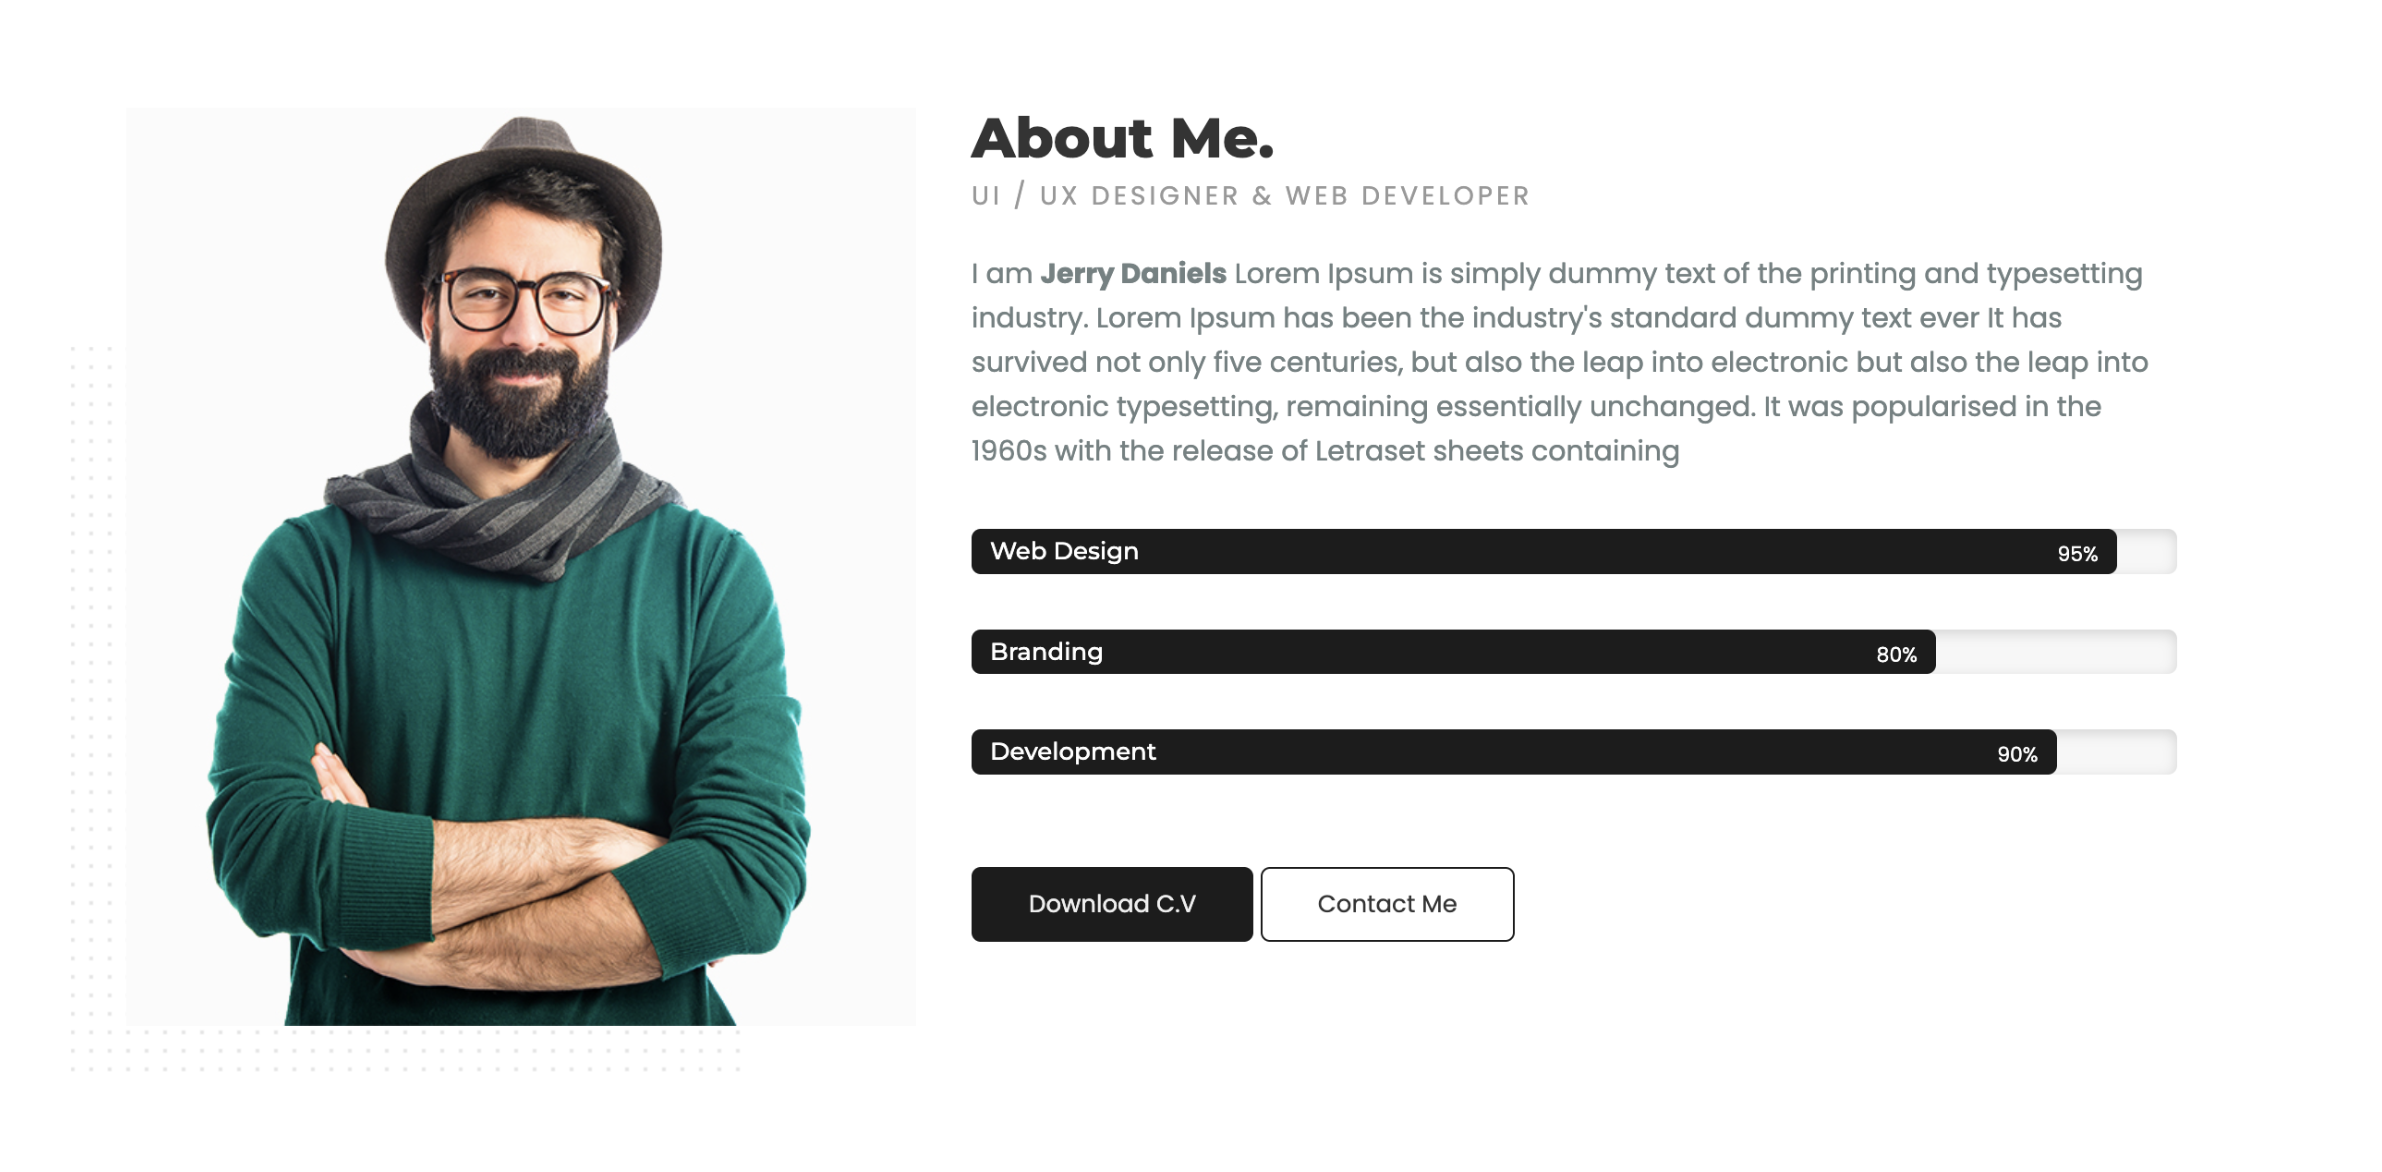 About Me.
UI / UX DESIGNER & WEB DEVELOPER
I am Jerry Daniels Lorem Ipsum is simply dummy text of the printing and typesetting
industry. Lorem Ipsum has been the industry's standard dummy text ever It has
survived not only five centuries, but also the leap into electronic but also the leap into
electronic typesetting, remaining essentially unchanged. It was popularised in the
1960s with the release of Letraset sheets containing
Web Design 95%
Branding 80%
Development 90%
Download C.V Contact Me